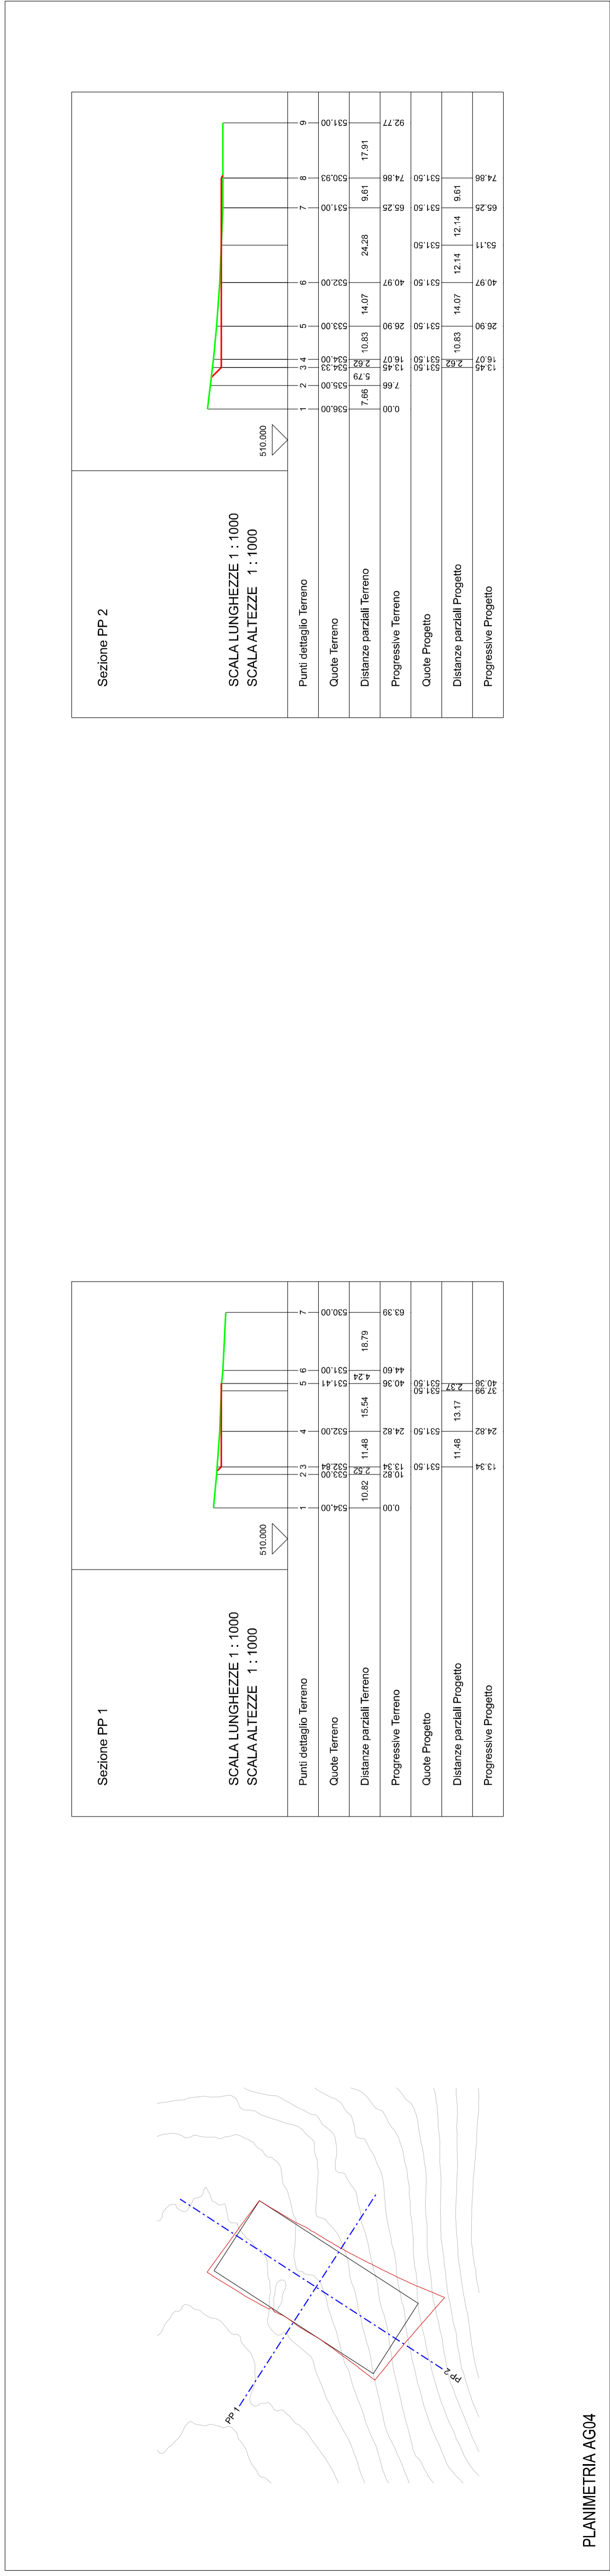 PLANIMETRIA AG04
PP 1
PP 2
Sezione PP 1
SCALA LUNGHEZZE 1 : 1000
SCALA ALTEZZE 1 : 1000
510.000
Punti dettaglio Terreno 1 2 3 4 5 6 7
Quote Terreno 534.00 533.00 532.84 532.00 531.41 531.00 530.00
Distanze parziali Terreno 10.82 2.52 11.48 15.54 4.24 18.79
Progressive Terreno 0.00 10.82 13.34 24.82 40.36 44.60 63.39
Quote Progetto 531.50 531.50 531.50 531.50
Distanze parziali Progetto 11.48 13.17 2.37
Progressive Progetto 13.34 24.82 37.99 40.36
Sezione PP 2
SCALA LUNGHEZZE 1 : 1000
SCALA ALTEZZE 1 : 1000
510.000
Punti dettaglio Terreno 1 2 3 4 5 6 7 8 9
Quote Terreno 536.00 535.00 534.33 534.00 533.00 532.00 531.00 530.93 531.00
Distanze parziali Terreno 7.66 5.79 2.62 10.83 14.07 24.28 9.61 17.91
Progressive Terreno 0.00 7.66 13.45 16.07 26.90 40.97 65.25 74.86 92.77
Quote Progetto 531.50 531.50 531.50 531.50 531.50 531.50 531.50
Distanze parziali Progetto 2.62 10.83 14.07 12.14 12.14 9.61
Progressive Progetto 13.45 16.07 26.90 40.97 53.11 65.25 74.86